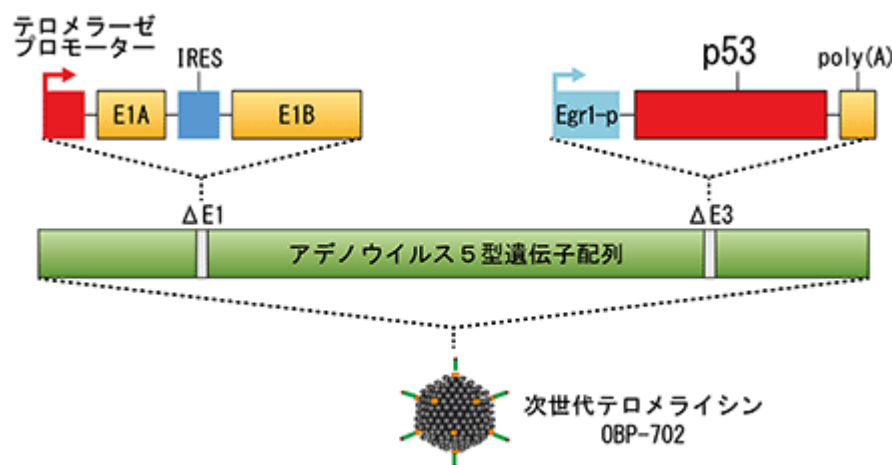 テロメラーゼ
プロモーター
IRES
E1A
E1B
p53
poly(A)
Egr1-p
ΔE1
ΔE3
アデノウイルス5型遺伝子配列
次世代テロメライシン
OBP-702